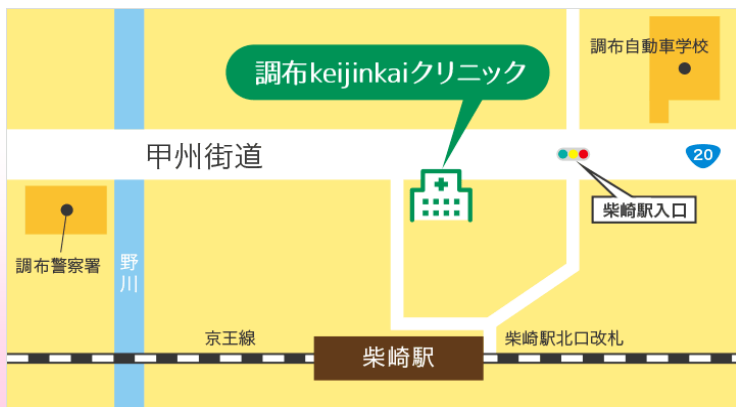 調布自動車学校
調布keijinkaiクリニック
甲州街道
20
柴崎駅入口
調布警察署
野川
京王線
柴崎駅北口改札
柴崎駅